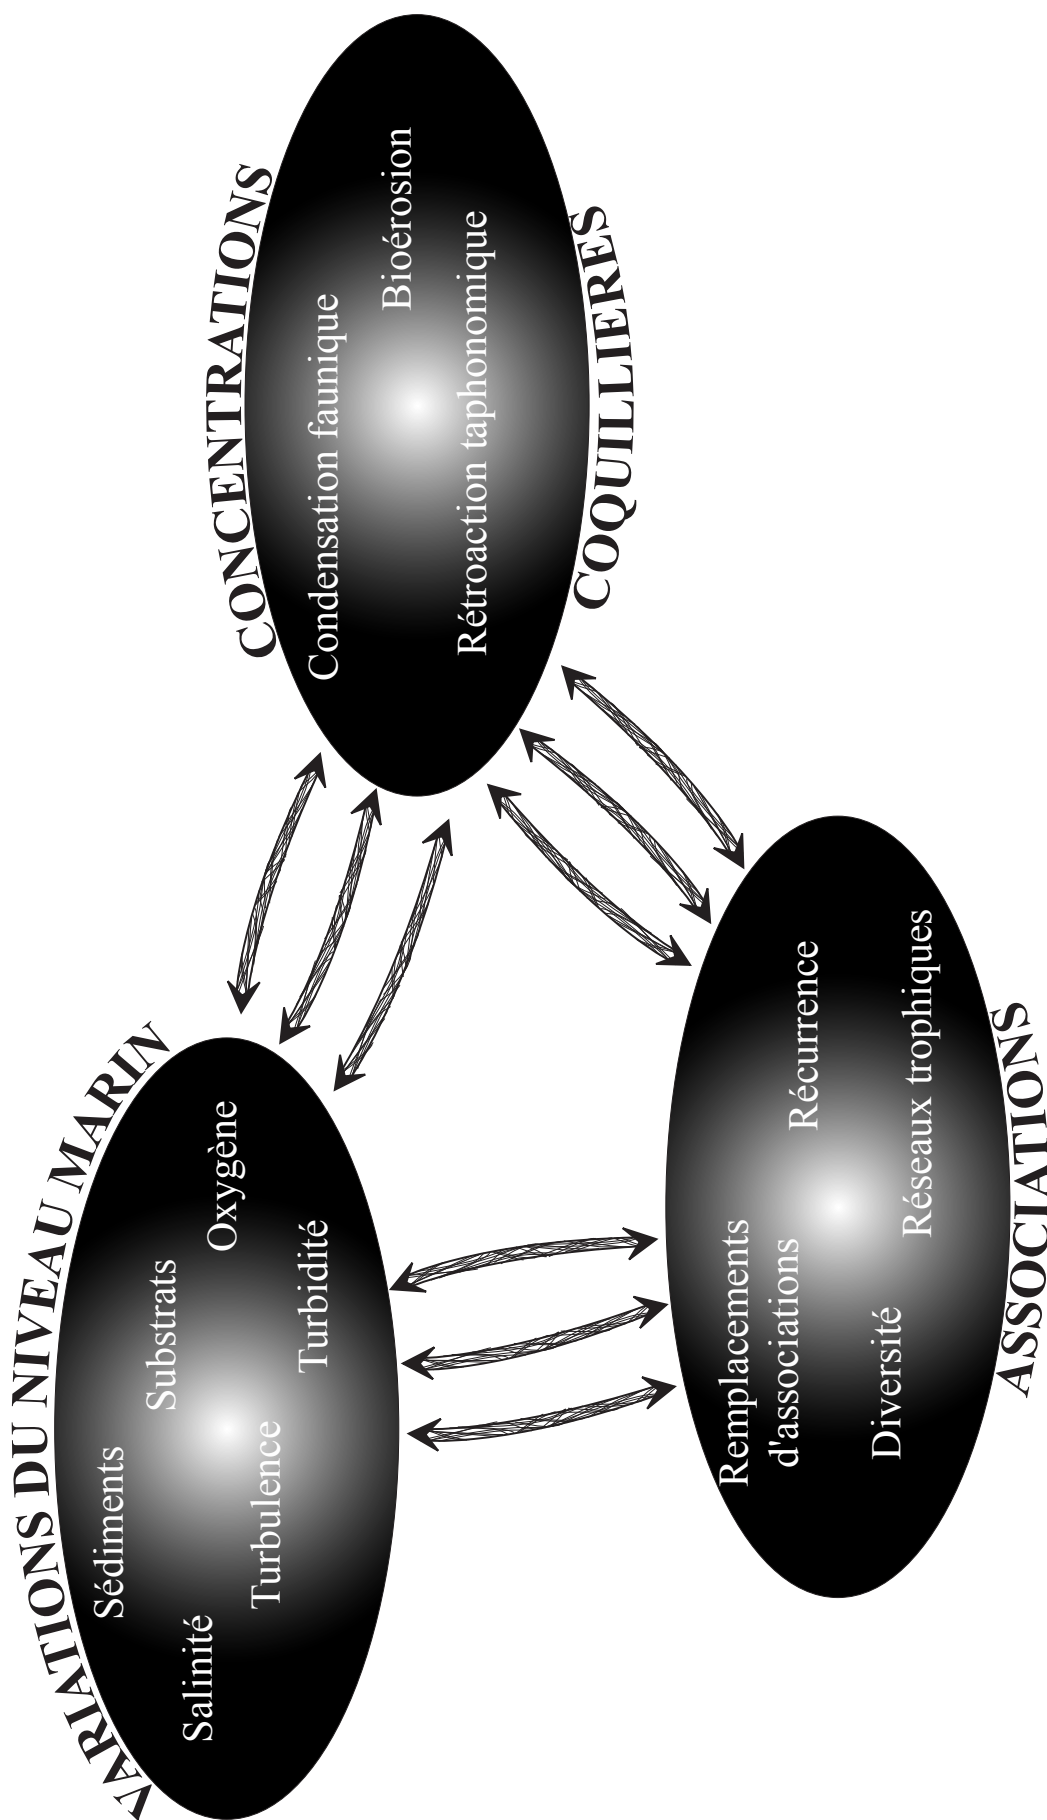 VARIATIONS DU NIVEAU MARIN
Sédiments
Substrats
Salinité
Oxygène
Turbulence
Turbidité
CONCENTRATIONS
Condensation faunique
Bioérosion
Rétroaction taphonomique
COQUILLIERES
Remplacements
d'associations
Récurrence
Diversité
Réseaux trophiques
ASSOCIATIONS